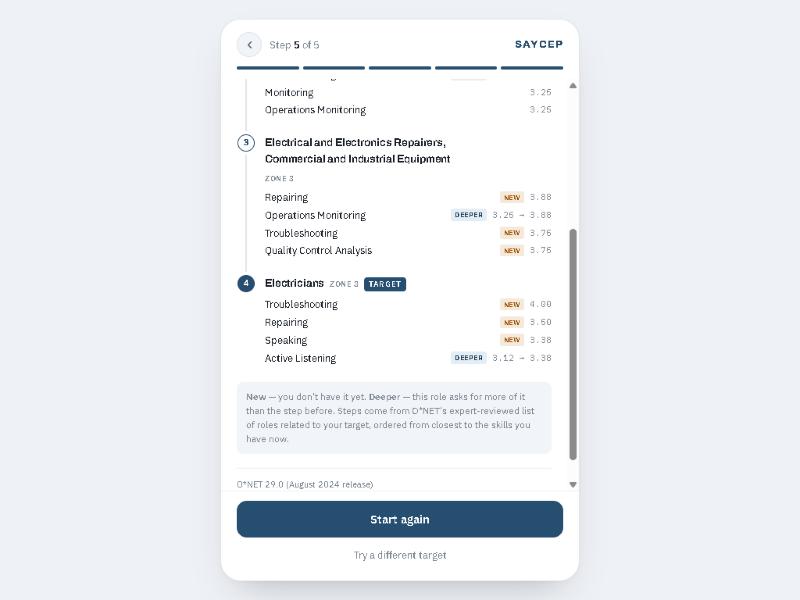 Step 5 of 5
SAYCEP
Monitoring 3.25
Operations Monitoring 3.25
3 Electrical and Electronics Repairers,
Commercial and Industrial Equipment
ZONE 3
Repairing NEW 3.88
Operations Monitoring DEEPER 3.25 → 3.88
Troubleshooting NEW 3.75
Quality Control Analysis NEW 3.75
4 Electricians ZONE 3 TARGET
Troubleshooting NEW 4.00
Repairing NEW 3.50
Speaking NEW 3.38
Active Listening DEEPER 3.12 → 3.38
New — you don't have it yet. Deeper — this role asks for more of it
than the step before. Steps come from O*NET's expert-reviewed list
of roles related to your target, ordered from closest to the skills you
have now.
O*NET 29.0 (August 2024 release)
Start again
Try a different target